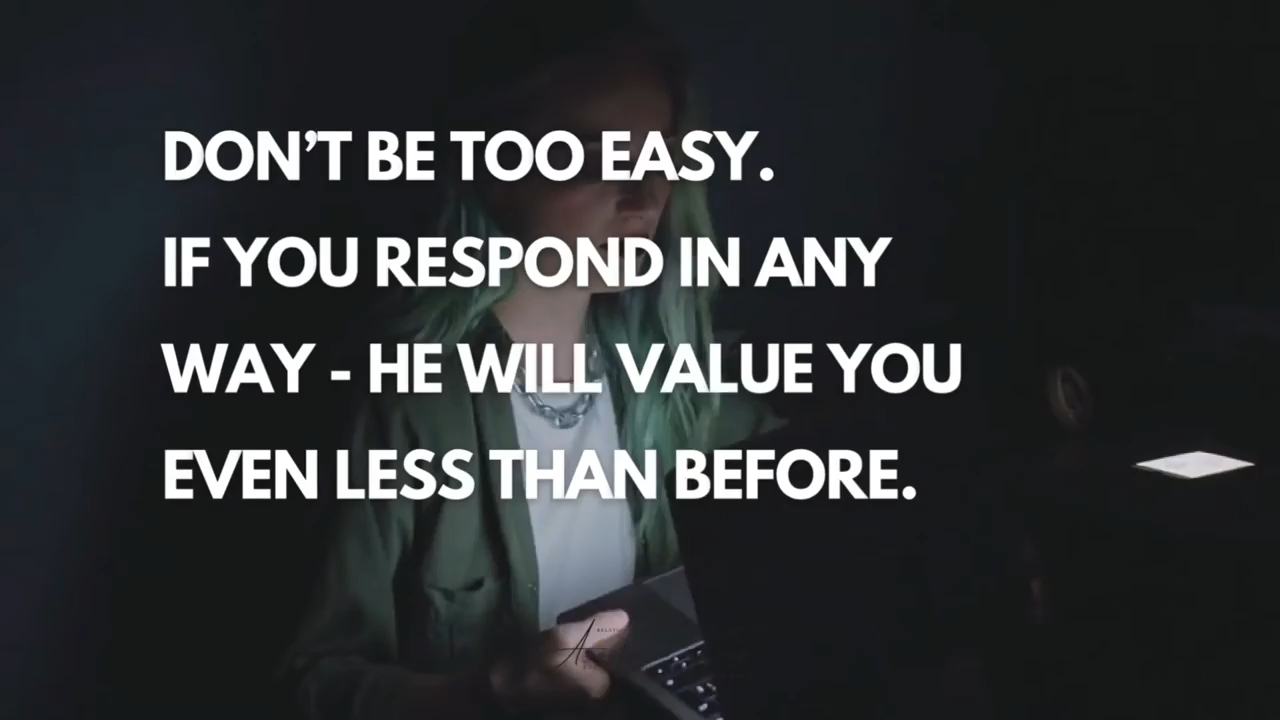 DON’T BE TOO EASY.
IF YOU RESPOND IN ANY
WAY - HE WILL VALUE YOU
EVEN LESS THAN BEFORE.